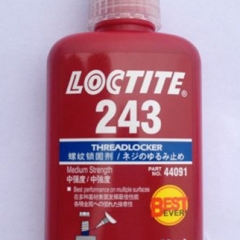 LOCTITE
243
THREADLOCKER
螺纹锁固剂 / ネジのゆるみ止め
Medium Strength
中强度 / 中強度
PART NO. 44091
Best performance on multiple surfaces
BEST
EVER!